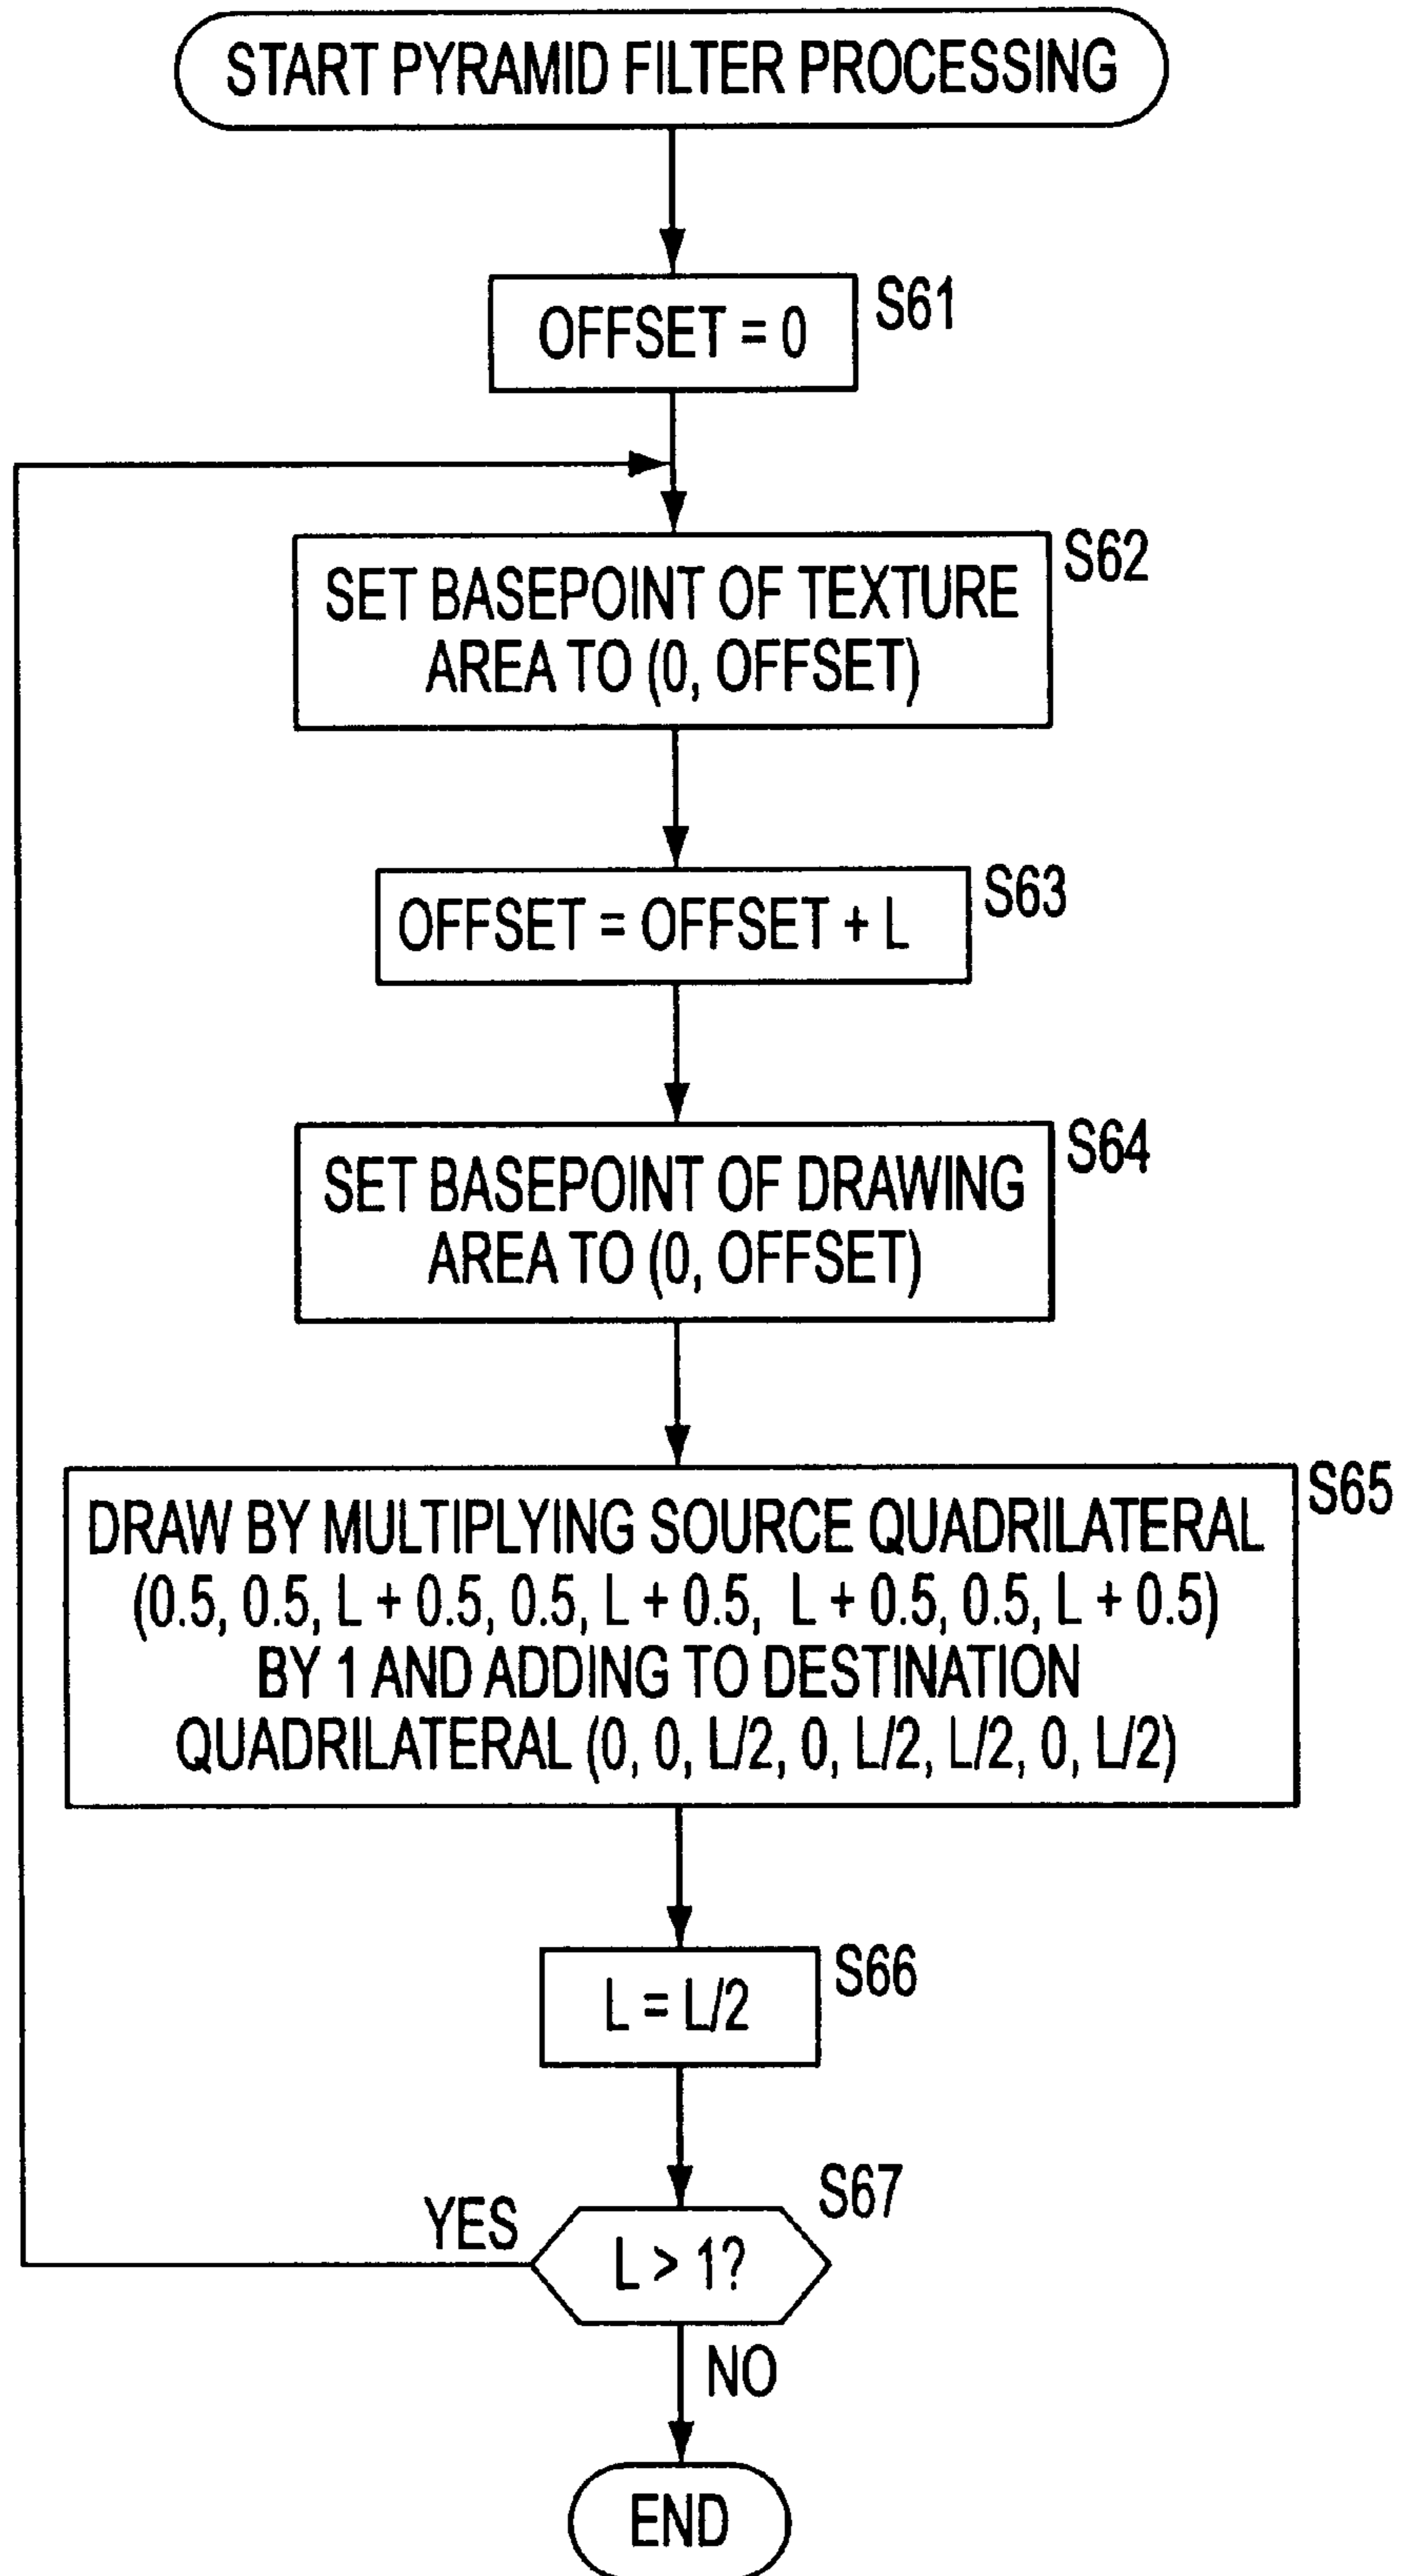 START PYRAMID FILTER PROCESSING
OFFSET = 0
S61
SET BASEPOINT OF TEXTURE
AREA TO (0, OFFSET)
S62
OFFSET = OFFSET + L
S63
SET BASEPOINT OF DRAWING
AREA TO (0, OFFSET)
S64
DRAW BY MULTIPLYING SOURCE QUADRILATERAL
(0.5, 0.5, L + 0.5, 0.5, L + 0.5, L + 0.5, 0.5, L + 0.5)
BY 1 AND ADDING TO DESTINATION
QUADRILATERAL (0, 0, L/2, 0, L/2, L/2, 0, L/2)
S65
L = L/2
S66
L > 1?
S67
YES
NO
END